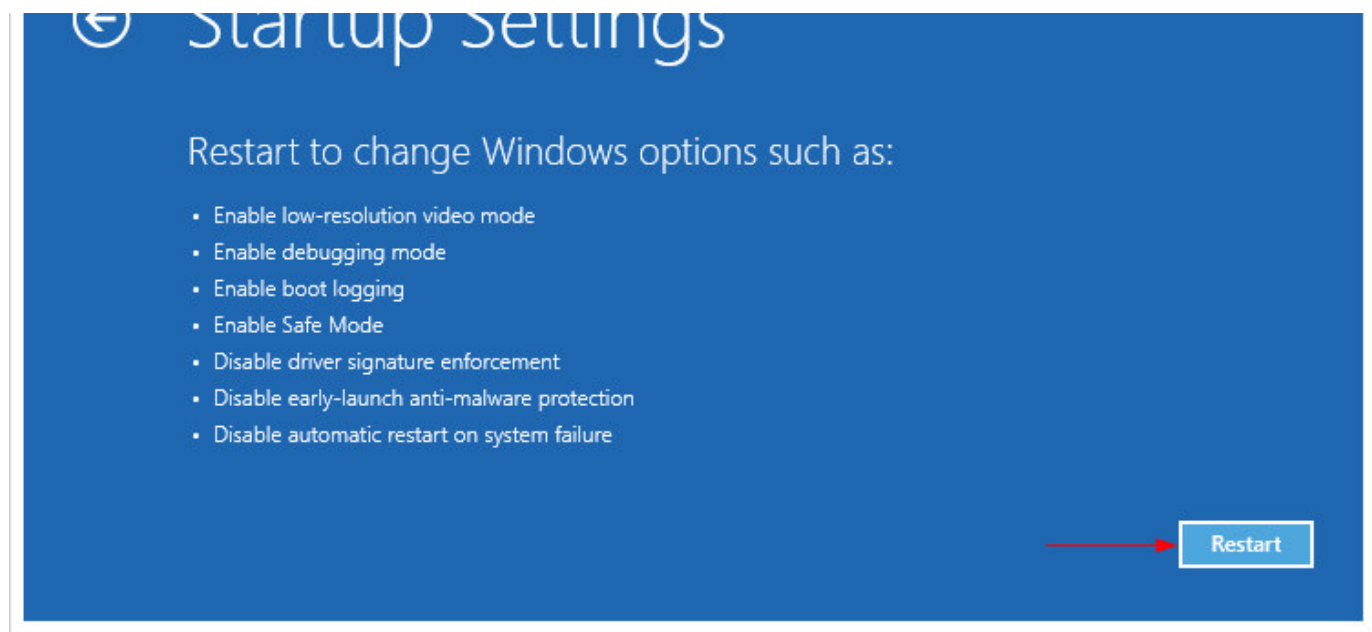 Startup Settings
Restart to change Windows options such as:
▪ Enable low-resolution video mode
▪ Enable debugging mode
▪ Enable boot logging
▪ Enable Safe Mode
▪ Disable driver signature enforcement
▪ Disable early-launch anti-malware protection
▪ Disable automatic restart on system failure
Restart